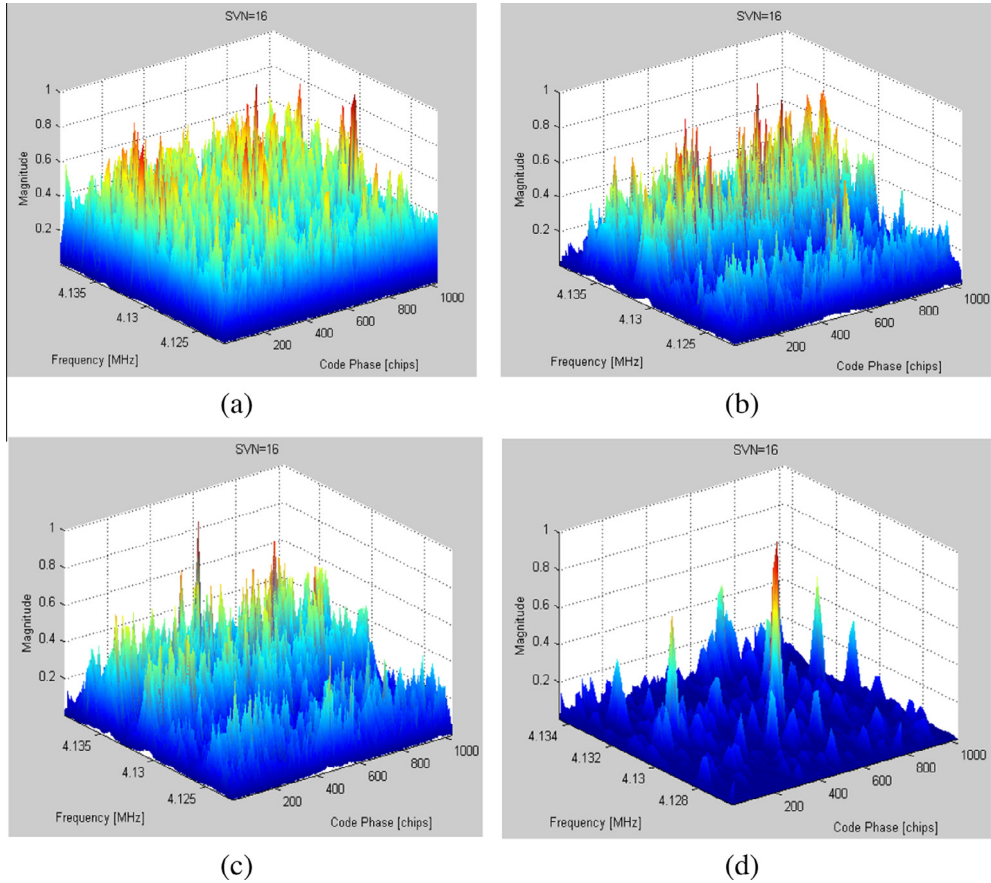 SVN=16
1
0.8
0.6
0.4
0.2
Magnitude
4.135
4.13
4.125
Frequency [MHz]
200
400
600
800
1000
Code Phase [chips]
(a)
SVN=16
1
0.8
0.6
0.4
0.2
Magnitude
4.135
4.13
4.125
Frequency [MHz]
200
400
600
800
1000
Code Phase [chips]
(b)
SVN=16
1
0.8
0.6
0.4
0.2
Magnitude
4.135
4.13
4.125
Frequency [MHz]
200
400
600
800
1000
Code Phase [chips]
(c)
SVN=16
1
0.8
0.6
0.4
0.2
Magnitude
4.134
4.132
4.13
4.128
Frequency [MHz]
200
400
600
800
1000
Code Phase [chips]
(d)